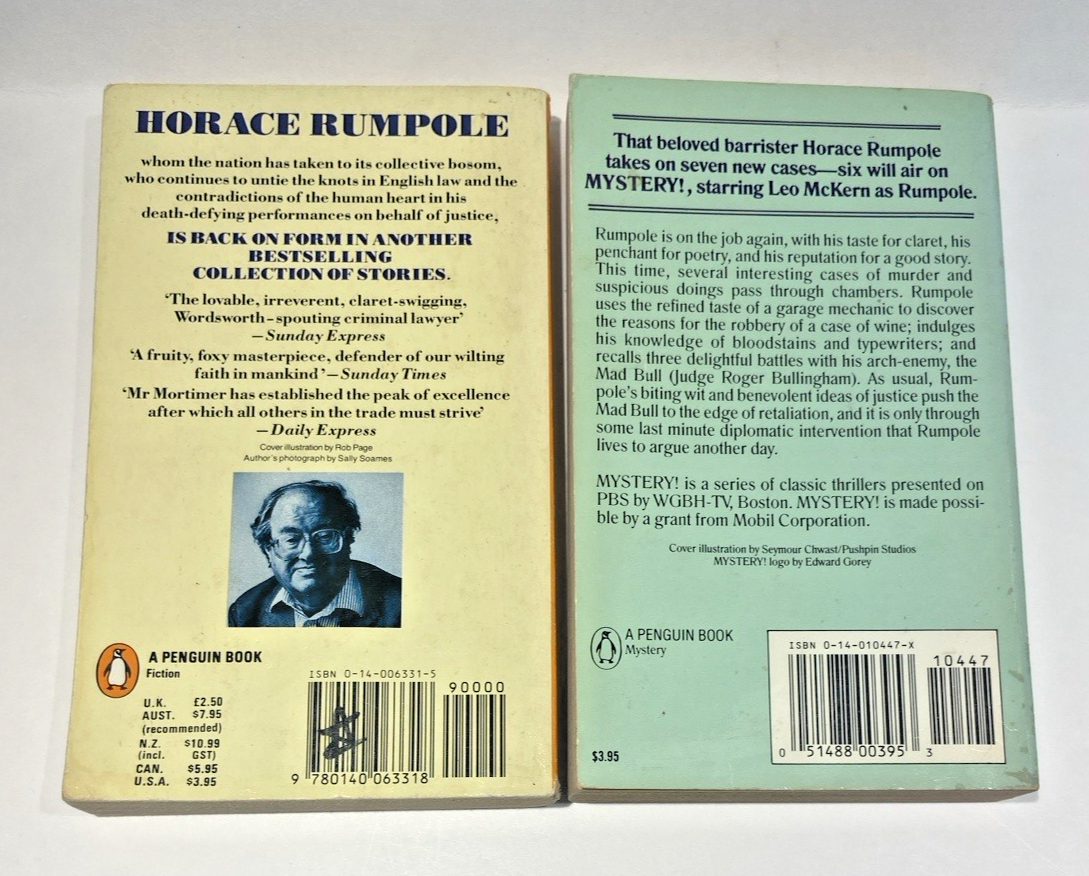 HORACE RUMPOLE
whom the nation has taken to its collective bosom,
who continues to untie the knots in English law and the
contradictions of the human heart in his
death-defying performances on behalf of justice,
IS BACK ON FORM IN ANOTHER
BESTSELLING
COLLECTION OF STORIES.
'The lovable, irreverent, claret-swigging,
Wordsworth-spouting criminal lawyer'
—Sunday Express
'A fruity, foxy masterpiece, defender of our wilting
faith in mankind'—Sunday Times
'Mr Mortimer has established the peak of excellence
after which all others in the trade must strive'
—Daily Express
Cover illustration by Rob Page
Author's photograph by Sally Soames
A PENGUIN BOOK
Fiction
U.K. £2.50
AUST. $7.95
(recommended)
N.Z. $10.99
(incl. GST)
CAN. $5.95
U.S.A. $3.95
ISBN 0-14-006331-5
90000
9 780140 063318
That beloved barrister Horace Rumpole
takes on seven new cases—six will air on
MYSTERY!, starring Leo McKern as Rumpole.
Rumpole is on the job again, with his taste for claret, his
penchant for poetry, and his reputation for a good story.
This time, several interesting cases of murder and
suspicious doings pass through chambers. Rumpole
uses the refined taste of a garage mechanic to discover
the reasons for the robbery of a case of wine; indulges
his knowledge of bloodstains and typewriters; and
recalls three delightful battles with his arch-enemy, the
Mad Bull (Judge Roger Bullingham). As usual, Rum-
pole's biting wit and benevolent ideas of justice push the
Mad Bull to the edge of retaliation, and it is only through
some last minute diplomatic intervention that Rumpole
lives to argue another day.
MYSTERY! is a series of classic thrillers presented on
PBS by WGBH-TV, Boston. MYSTERY! is made possi-
ble by a grant from Mobil Corporation.
Cover illustration by Seymour Chwast/Pushpin Studios
MYSTERY! logo by Edward Gorey
A PENGUIN BOOK
Mystery
$3.95
ISBN 0-14-010447-X
10447
0 51488 00395 3